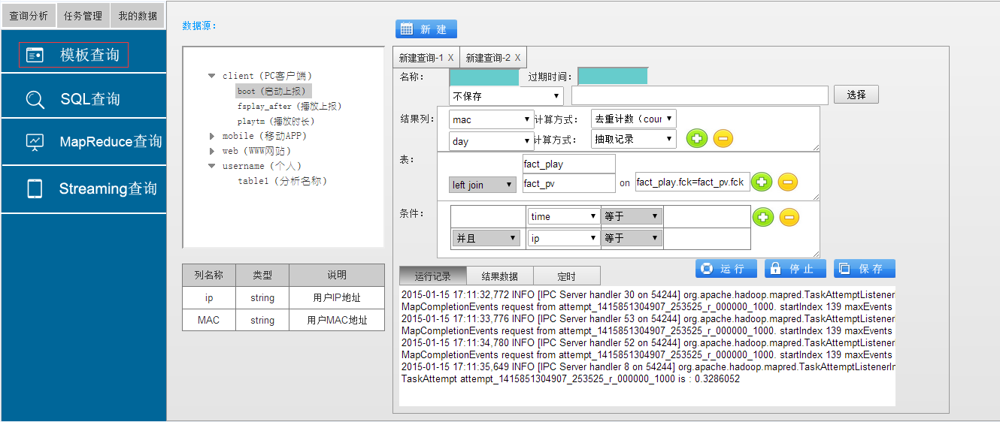 查询分析 任务管理 我的数据
模板查询
SQL查询
MapReduce查询
Streaming查询
数据源：
client (PC客户端)
boot (启动上报)
fsplay_after (播放上报)
playtm (播放时长)
mobile (移动APP)
web (WWW网站)
username (个人)
table1 (分析名称)
列名称 类型 说明
ip string 用户IP地址
MAC string 用户MAC地址
新 建
新建查询-1 X 新建查询-2 X
名称： 过期时间：
不保存 选择
结果列： mac 计算方式： 去重计数（cour
day 计算方式： 抽取记录
表： fact_play
left join fact_pv on fact_play.fck=fact_pv.fck
条件： time 等于
并且 ip 等于
运行 停止 保存
运行记录 结果数据 定时
2015-01-15 17:11:32,772 INFO [IPC Server handler 30 on 54244] org.apache.hadoop.mapred.TaskAttemptListenerI
MapCompletionEvents request from attempt_1415851304907_253525_r_000000_1000. startIndex 139 maxEvents
2015-01-15 17:11:33,776 INFO [IPC Server handler 53 on 54244] org.apache.hadoop.mapred.TaskAttemptListenerI
MapCompletionEvents request from attempt_1415851304907_253525_r_000000_1000. startIndex 139 maxEvents
2015-01-15 17:11:34,780 INFO [IPC Server handler 52 on 54244] org.apache.hadoop.mapred.TaskAttemptListenerI
MapCompletionEvents request from attempt_1415851304907_253525_r_000000_1000. startIndex 139 maxEvents
2015-01-15 17:11:35,649 INFO [IPC Server handler 8 on 54244] org.apache.hadoop.mapred.TaskAttemptListenerIn
TaskAttempt attempt_1415851304907_253525_r_000000_1000 is : 0.3286052